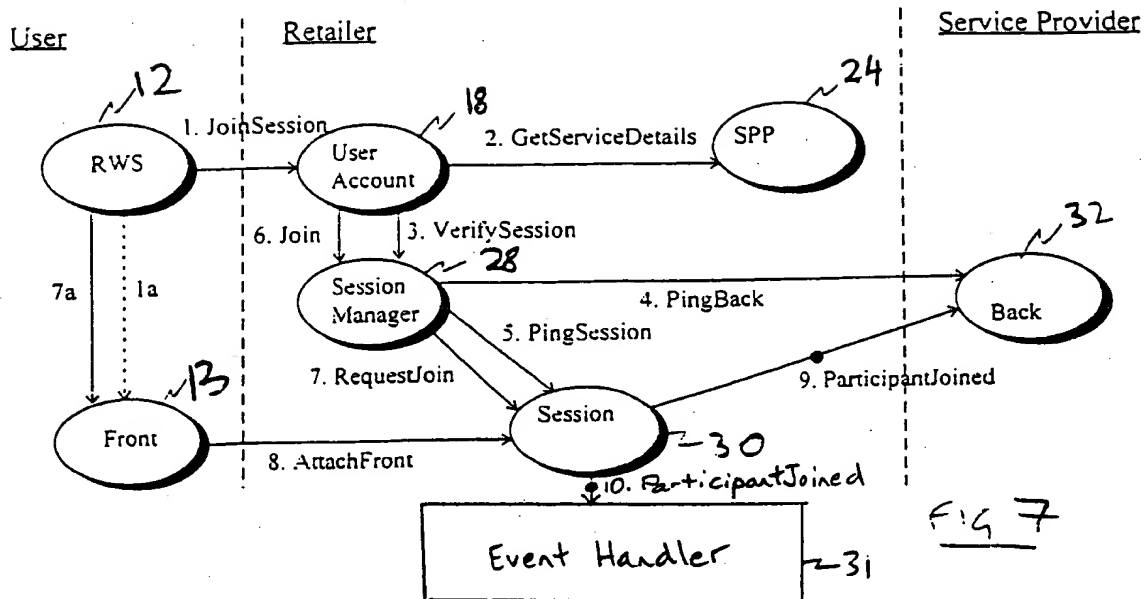 User
Retailer
Service Provider
12
18
24
1. JoinSession
2. GetServiceDetails
SPP
RWS
User
Account
6. Join
3. VerifySession
28
32
7a
1a
Session
Manager
4. PingBack
Back
5. PingSession
13
7. RequestJoin
9. ParticipantJoined
Front
Session
8. AttachFront
30
10. ParticipantJoined
FIG 7
Event Handler
31